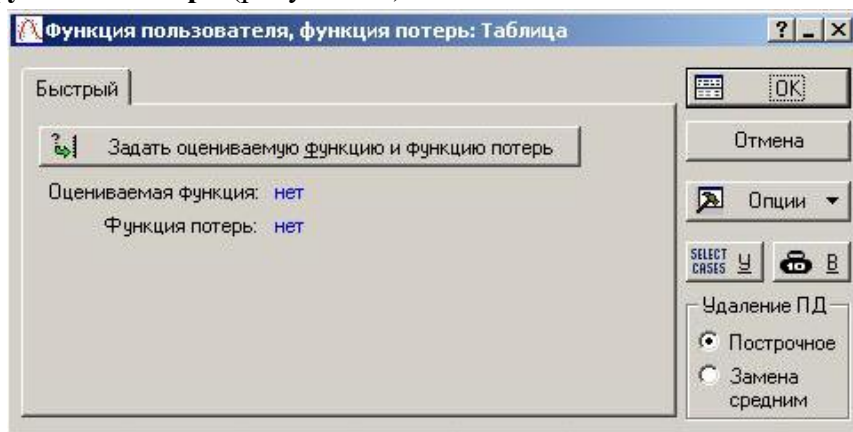 Функция пользователя, функция потерь: Таблица
Быстрый
OK
Задать оцениваемую функцию и функцию потерь
Отмена
Оцениваемая функция: нет
Функция потерь: нет
Опции
SELECT CASES У
В
Удаление ПД
Построчное
Замена
средним